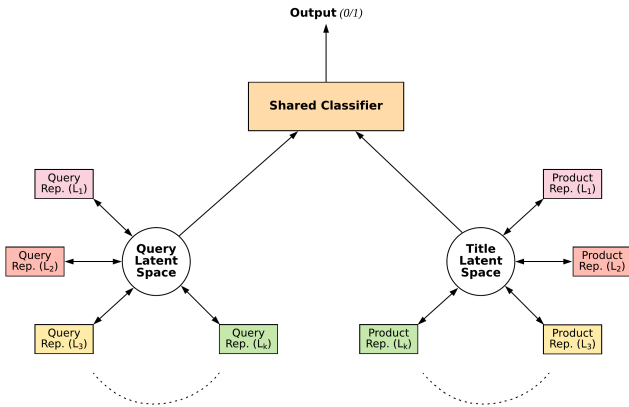 Output (0/1)
Shared Classifier
Query
Rep. (L₁)
Product
Rep. (L₁)
Query
Latent
Space
Title
Latent
Space
Query
Rep. (L₂)
Product
Rep. (L₂)
Query
Rep. (L₃)
Query
Rep. (Lₖ)
Product
Rep. (Lₖ)
Product
Rep. (L₃)